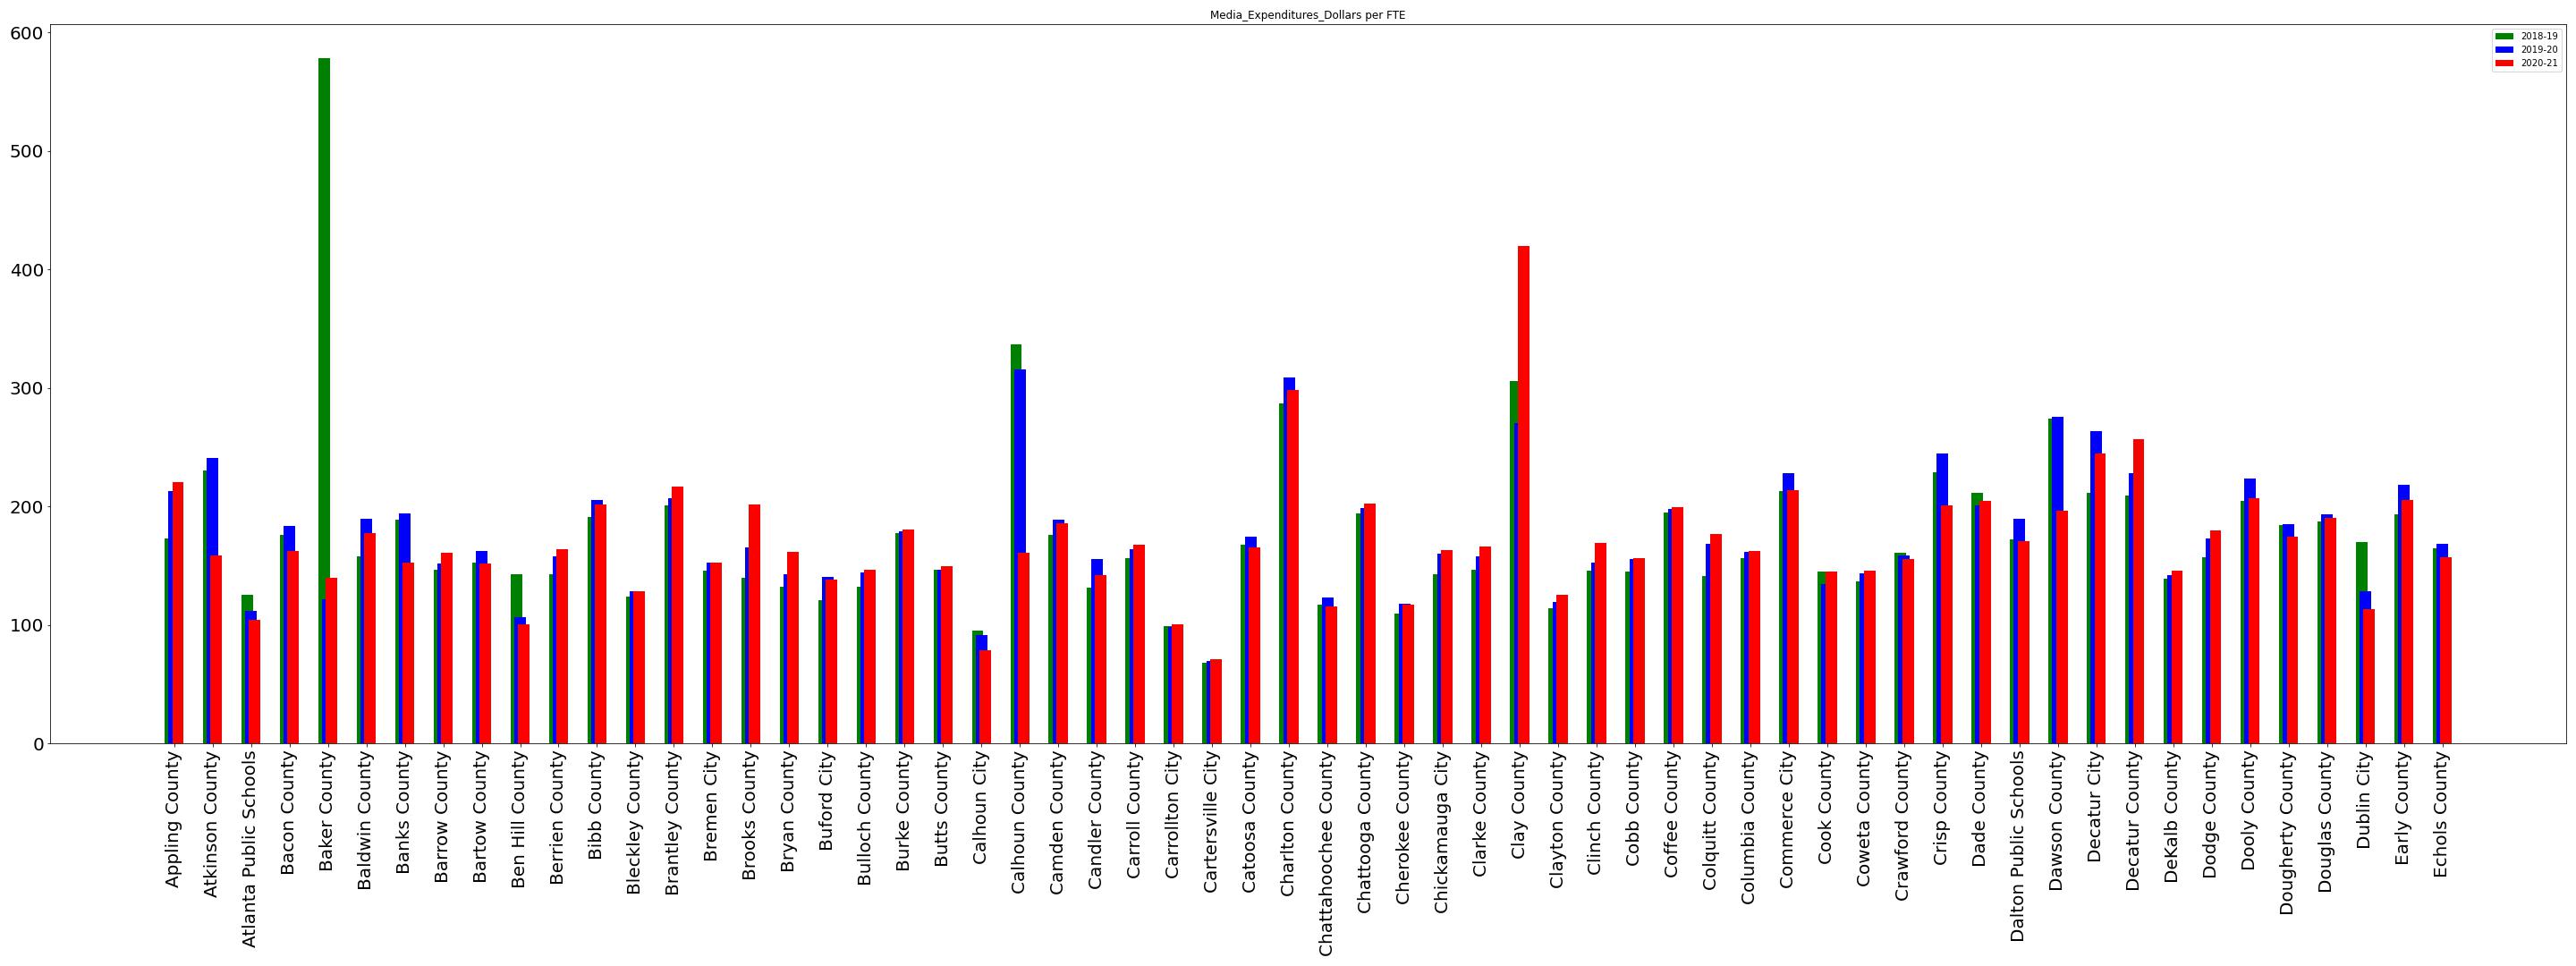 Media_Expenditures_Dollars per FTE
2018-19
2019-20
2020-21
600
500
400
300
200
100
0
Appling County
Atkinson County
Atlanta Public Schools
Bacon County
Baker County
Baldwin County
Banks County
Barrow County
Bartow County
Ben Hill County
Berrien County
Bibb County
Bleckley County
Brantley County
Bremen City
Brooks County
Bryan County
Buford City
Bulloch County
Burke County
Butts County
Calhoun City
Calhoun County
Camden County
Candler County
Carroll County
Carrollton City
Cartersville City
Catoosa County
Charlton County
Chattahoochee County
Chattooga County
Cherokee County
Chickamauga City
Clarke County
Clay County
Clayton County
Clinch County
Cobb County
Coffee County
Colquitt County
Columbia County
Commerce City
Cook County
Coweta County
Crawford County
Crisp County
Dade County
Dalton Public Schools
Dawson County
Decatur City
Decatur County
DeKalb County
Dodge County
Dooly County
Dougherty County
Douglas County
Dublin City
Early County
Echols County